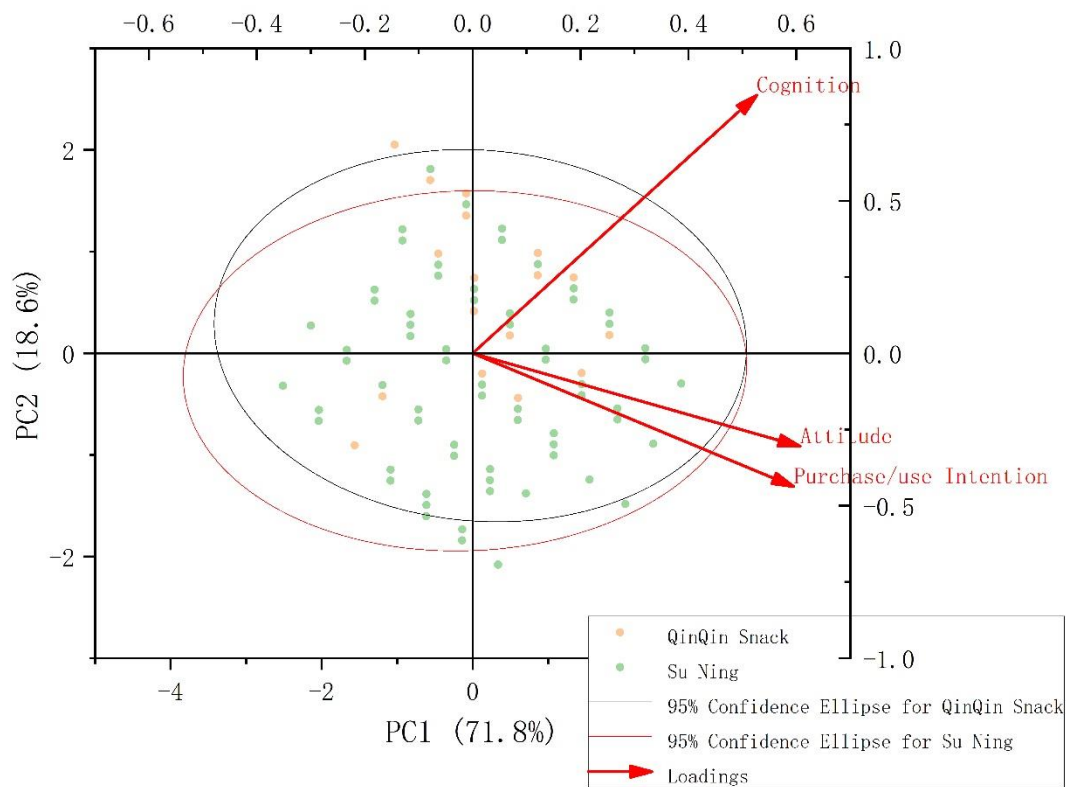 -0.6 -0.4 -0.2 0.0 0.2 0.4 0.6
1.0
Cognition
2
0.5
0 0.0
PC2 (18.6%)
Attitude
Purchase/use Intention
-0.5
-2
-1.0
-4 -2 0
PC1 (71.8%)
QinQin Snack
Su Ning
95% Confidence Ellipse for QinQin Snack
95% Confidence Ellipse for Su Ning
Loadings